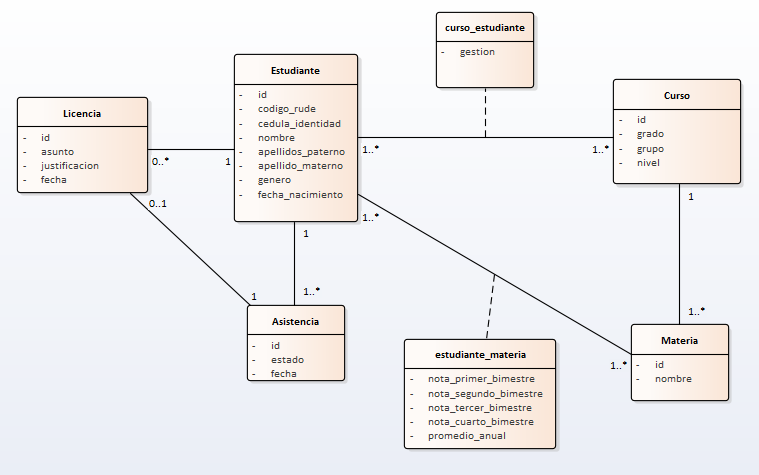 curso_estudiante
- gestion
Estudiante
- id
- codigo_rude
- cedula_identidad
- nombre
- apellidos_paterno
- apellido_materno
- genero
- fecha_nacimiento
Curso
- id
- grado
- grupo
- nivel
Licencia
- id
- asunto
- justificacion
- fecha
0..*
1
1..*
1..*
0..1
1
1..*
1
1
1..*
1..*
1
1..*
Asistencia
- id
- estado
- fecha
estudiante_materia
- nota_primer_bimestre
- nota_segundo_bimestre
- nota_tercer_bimestre
- nota_cuarto_bimestre
- promedio_anual
Materia
- id
- nombre